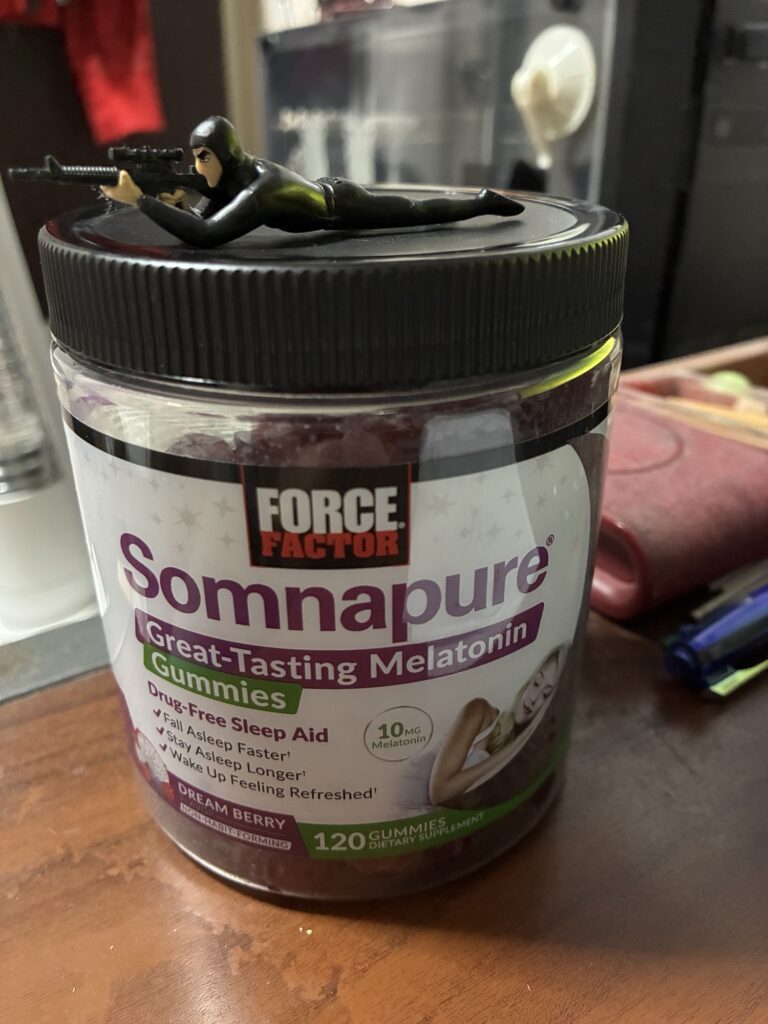 FORCE®
FACTOR
Somnapure®
Great-Tasting Melatonin
Gummies
Drug-Free Sleep Aid
✓ Fall Asleep Faster†
✓ Stay Asleep Longer†
✓ Wake Up Feeling Refreshed†
10MG
Melatonin
DREAM BERRY
NON-HABIT-FORMING
120 GUMMIES
DIETARY SUPPLEMENT